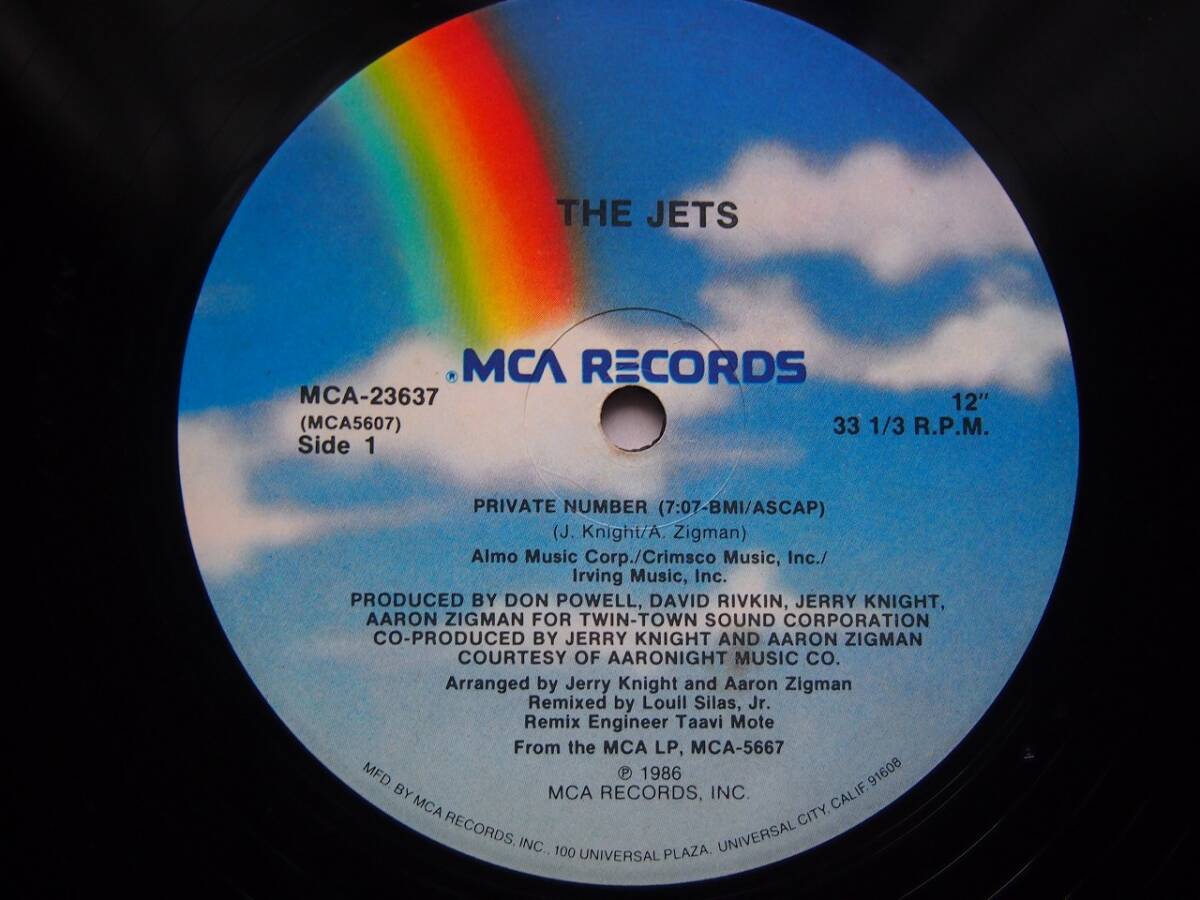 THE JETS
® MCA RECORDS
MCA-23637
(MCA5607)
Side 1
12"
33 1/3 R.P.M.
PRIVATE NUMBER (7:07-BMI/ASCAP)
(J. Knight/A. Zigman)
Almo Music Corp./Crimsco Music, Inc./
Irving Music, Inc.
PRODUCED BY DON POWELL, DAVID RIVKIN, JERRY KNIGHT,
AARON ZIGMAN FOR TWIN-TOWN SOUND CORPORATION
CO-PRODUCED BY JERRY KNIGHT AND AARON ZIGMAN
COURTESY OF AARONIGHT MUSIC CO.
Arranged by Jerry Knight and Aaron Zigman
Remixed by Louil Silas, Jr.
Remix Engineer Taavi Mote
From the MCA LP, MCA-5667
℗ 1986
MCA RECORDS, INC.
MFD. BY MCA RECORDS, INC., 100 UNIVERSAL PLAZA, UNIVERSAL CITY, CALIF. 91608